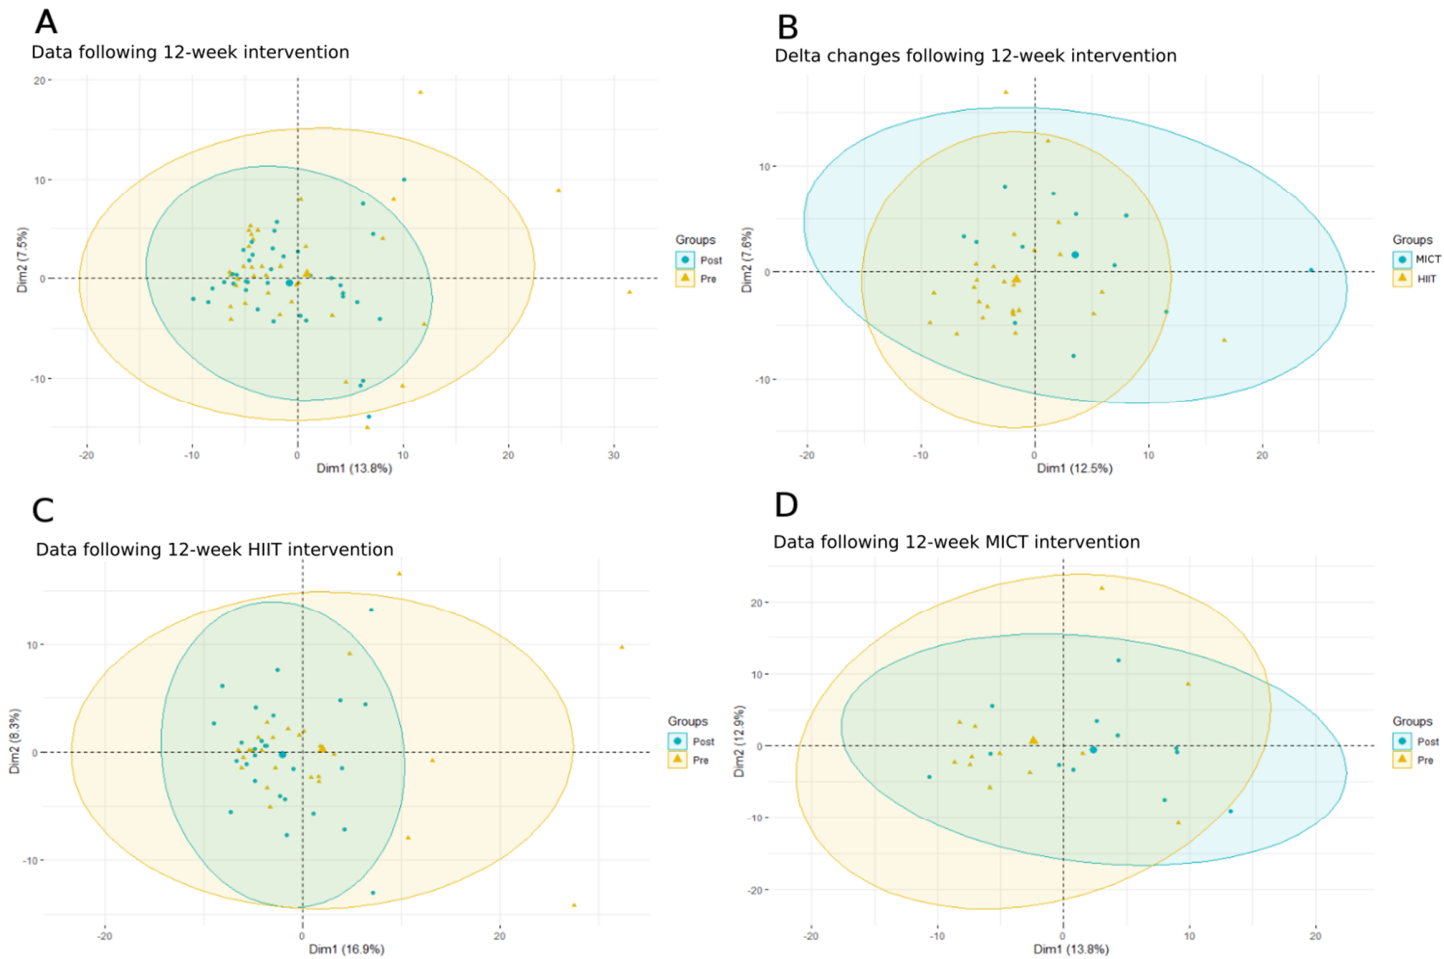 A
Data following 12-week intervention
20
10
0
-10
Dim2 (7.5%)
-20
-10
0
10
20
30
Dim1 (13.8%)
Groups
Post
Pre
B
Delta changes following 12-week intervention
10
0
-10
Dim2 (7.6%)
-20
-10
0
10
20
Dim1 (12.5%)
Groups
MICT
HIIT
C
Data following 12-week HIIT intervention
10
0
-10
Dim2 (8.3%)
-20
0
20
Dim1 (16.9%)
Groups
Post
Pre
D
Data following 12-week MICT intervention
20
10
0
-10
-20
Dim2 (12.9%)
-20
-10
0
10
20
Dim1 (13.8%)
Groups
Post
Pre